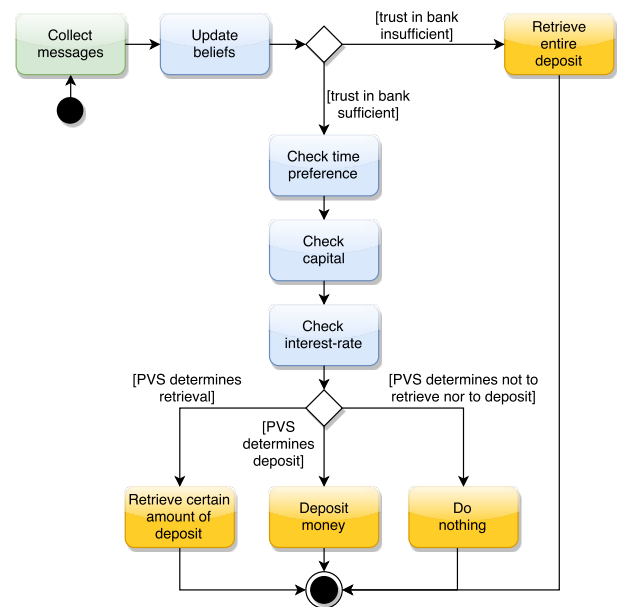 Collect
messages
Update
beliefs
[trust in bank
insufficient]
Retrieve
entire
deposit
[trust in bank
sufficient]
Check time
preference
Check
capital
Check
interest-rate
[PVS determines
retrieval]
[PVS
determines
deposit]
[PVS determines not to
retrieve nor to deposit]
Retrieve certain
amount of
deposit
Deposit
money
Do
nothing